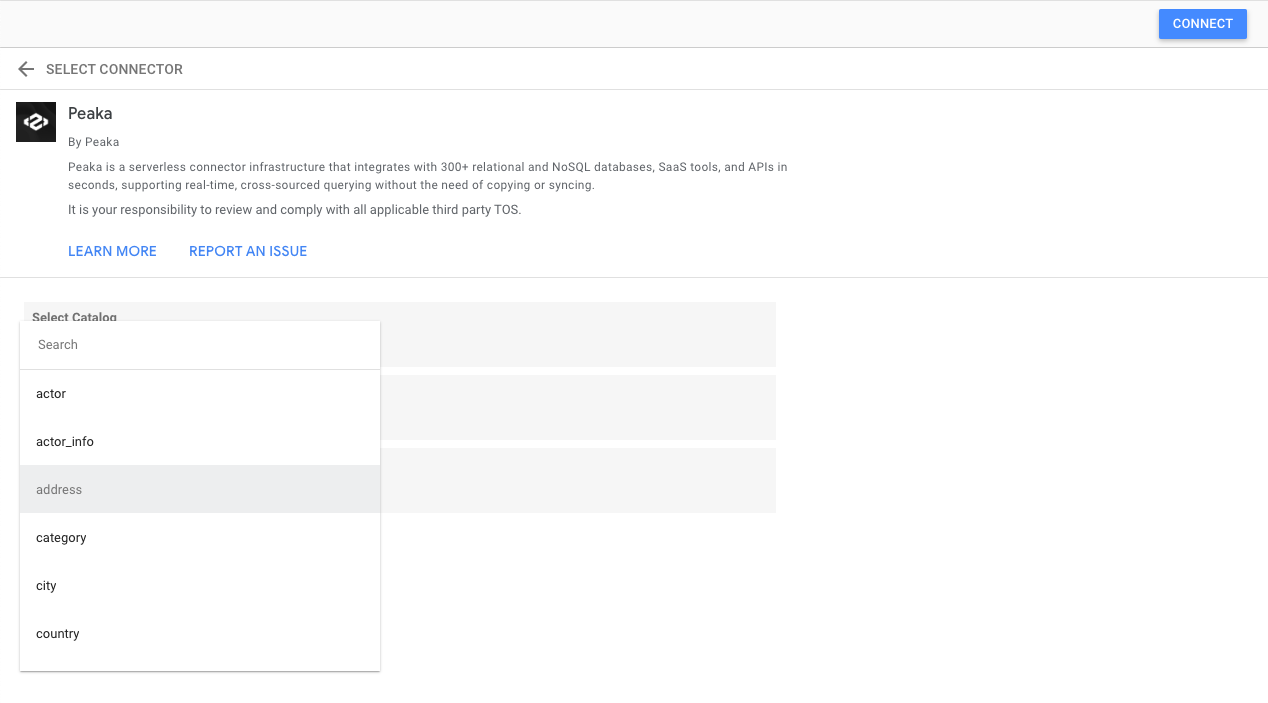 CONNECT
SELECT CONNECTOR
Peaka
By Peaka
Peaka is a serverless connector infrastructure that integrates with 300+ relational and NoSQL databases, SaaS tools, and APIs in
seconds, supporting real-time, cross-sourced querying without the need of copying or syncing.
It is your responsibility to review and comply with all applicable third party TOS.
LEARN MORE
REPORT AN ISSUE
Select Catalog
Search
actor
actor_info
address
category
city
country